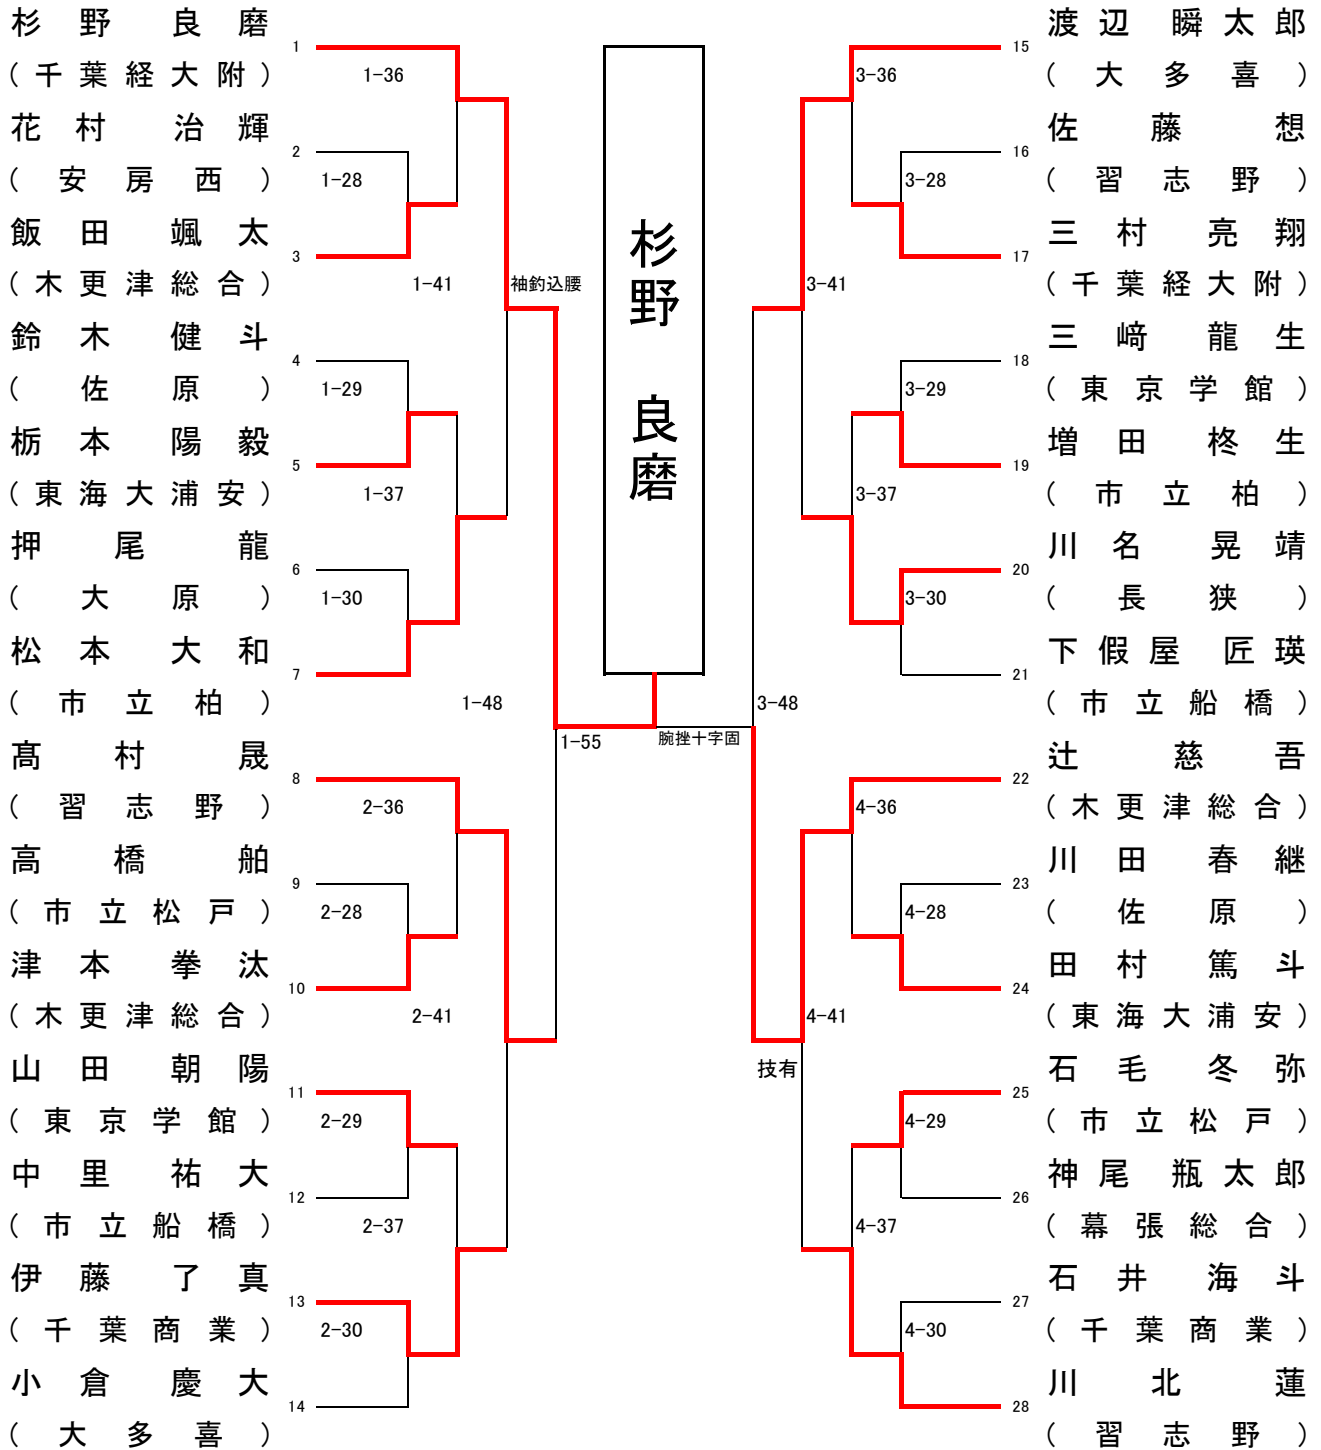 杉野 良磨
1
(千葉経大附)
1-36
花村 治輝
2
(安房西)
1-28
飯田 颯太
3
(木更津総合)
1-41
袖釣込腰
鈴木 健斗
4
(佐原)
1-29
栃本 陽毅
5
(東海大浦安)
1-37
押尾 龍
6
(大原)
1-30
松本 大和
7
(市立柏)
1-48
髙村 晟
8
(習志野)
2-36
高橋 舶
9
(市立松戸)
2-28
津本 拳汰
10
(木更津総合)
2-41
山田 朝陽
11
(東京学館)
2-29
中里 祐大
12
(市立船橋)
2-37
伊藤 了真
13
(千葉商業)
2-30
小倉 慶大
14
(大多喜)
杉野 良磨
1-55
腕挫十字固
渡辺 瞬太郎
15
(大多喜)
3-36
佐藤 想
16
(習志野)
3-28
三村 亮翔
17
(千葉経大附)
3-41
三﨑 龍生
18
(東京学館)
3-29
増田 柊生
19
(市立柏)
3-37
川名 晃靖
20
(長狭)
3-30
下假屋 匠瑛
21
(市立船橋)
3-48
辻 慈吾
22
(木更津総合)
4-36
川田 春継
23
(佐原)
4-28
田村 篤斗
24
(東海大浦安)
4-41
技有
石毛 冬弥
25
(市立松戸)
4-29
神尾 瓶太郎
26
(幕張総合)
4-37
石井 海斗
27
(千葉商業)
4-30
川北 蓮
28
(習志野)